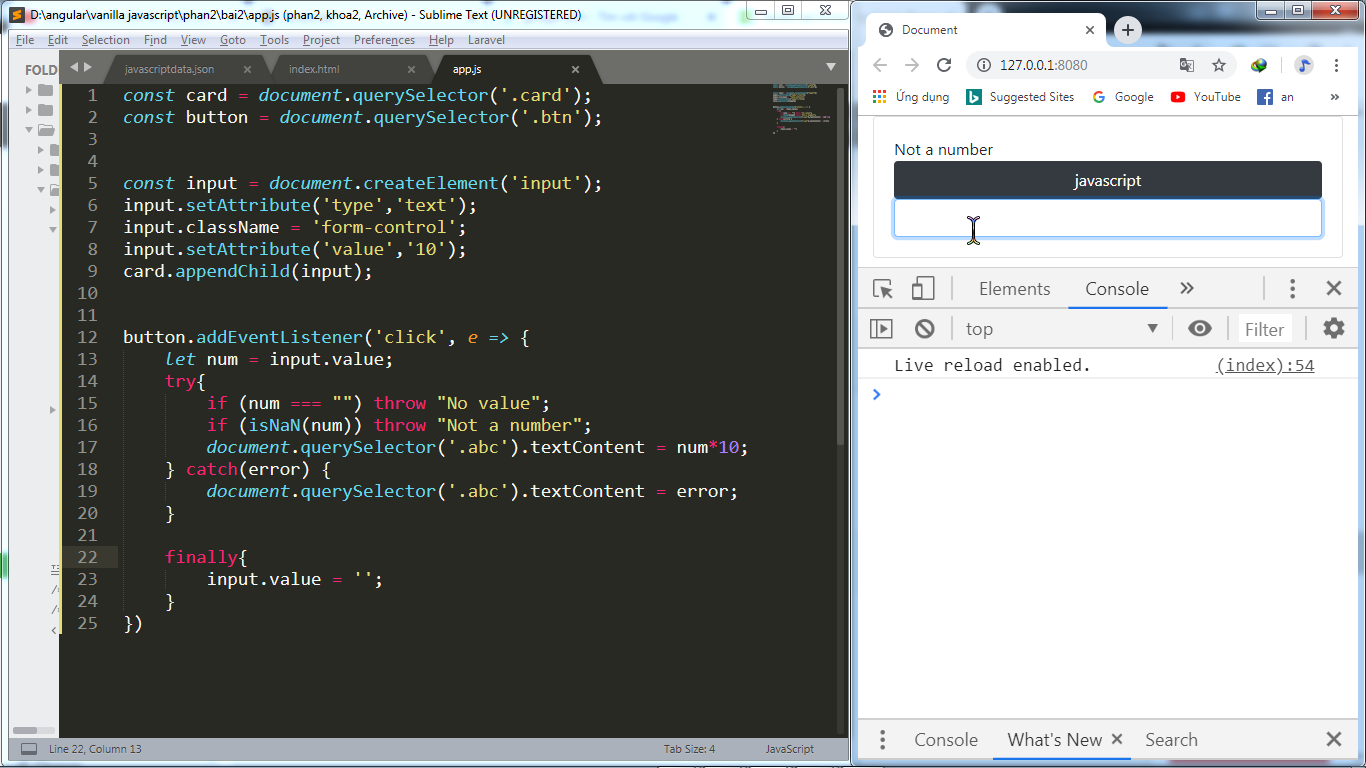 D:\angular\vanilla javascript\phan2\bai2\app.js (phan2, khoa2, Archive) - Sublime Text (UNREGISTERED)
File Edit Selection Find View Goto Tools Project Preferences Help Laravel
FOLD
javascriptdata.json
index.html
app.js
1 const card = document.querySelector('.card');
2 const button = document.querySelector('.btn');
3
4
5 const input = document.createElement('input');
6 input.setAttribute('type','text');
7 input.className = 'form-control';
8 input.setAttribute('value','10');
9 card.appendChild(input);
10
11
12 button.addEventListener('click', e => {
13 let num = input.value;
14 try{
15 if (num === "") throw "No value";
16 if (isNaN(num)) throw "Not a number";
17 document.querySelector('.abc').textContent = num*10;
18 } catch(error) {
19 document.querySelector('.abc').textContent = error;
20 }
21
22 finally{
23 input.value = '';
24 }
25 })
Line 22, Column 13
Tab Size: 4
JavaScript
Document
127.0.0.1:8080
Ứng dụng
Suggested Sites
Google
YouTube
an
»
Not a number
javascript
Elements
Console
»
top
Filter
Live reload enabled.
(index):54
Console
What's New
Search